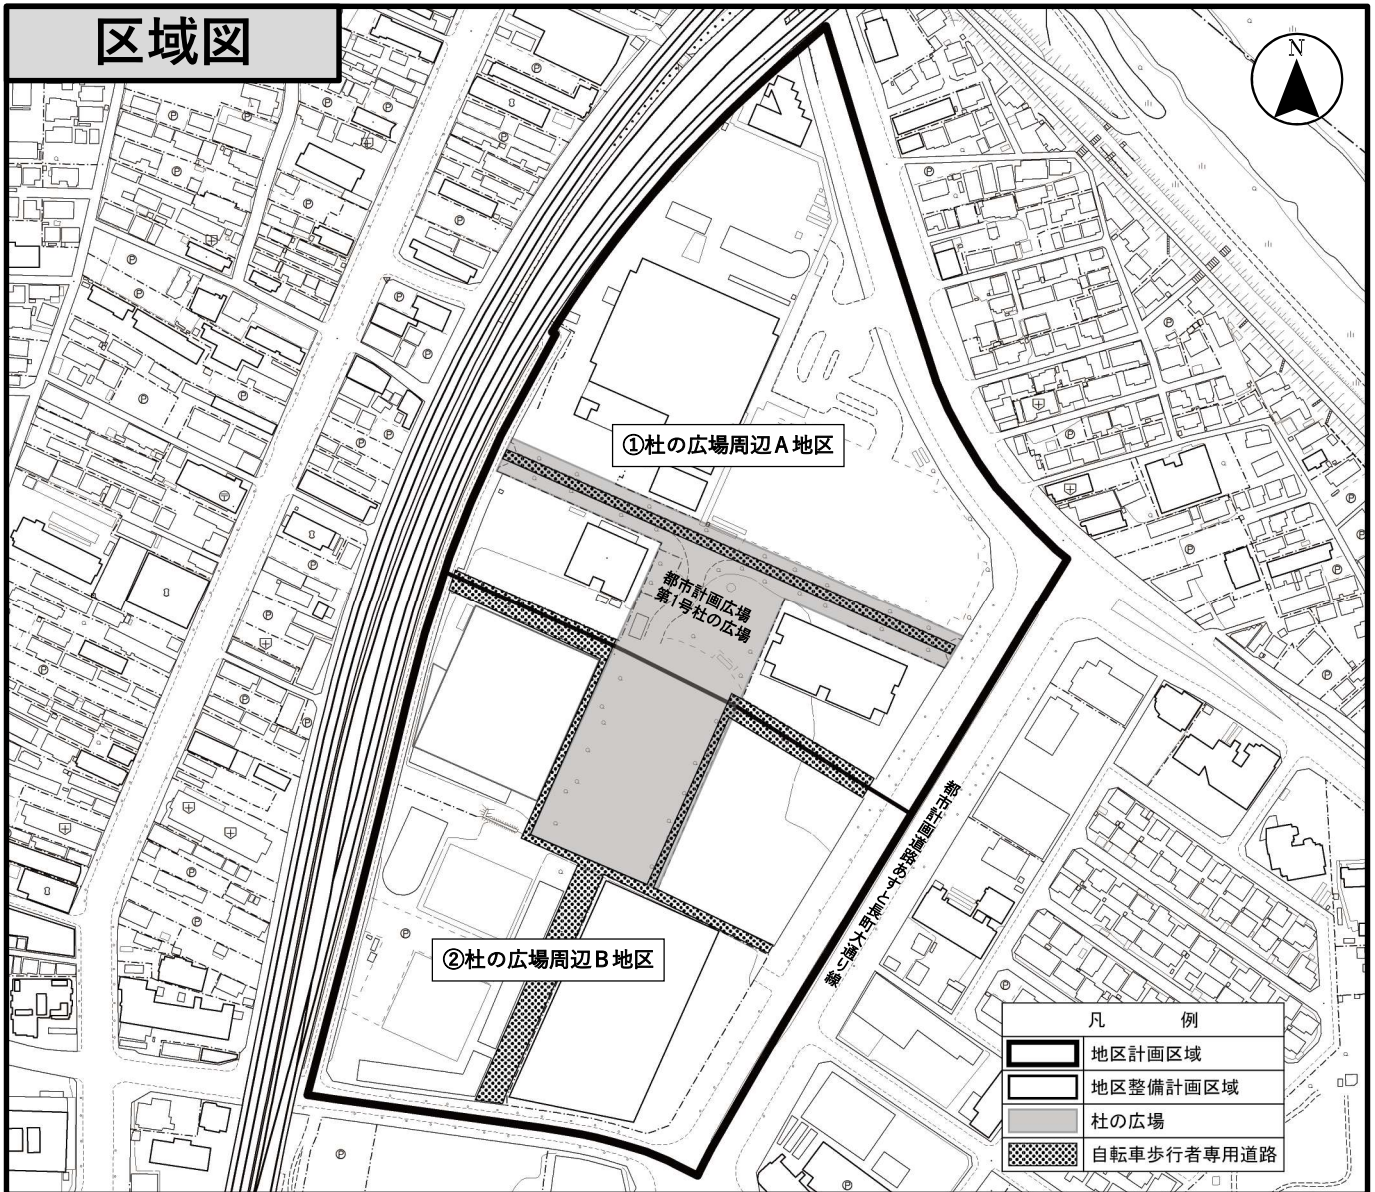 区域図
N
①杜の広場周辺A地区
都市計画広場
第1号杜の広場
②杜の広場周辺B地区
都市計画道路あすと長町大通り線
凡 例
地区計画区域
地区整備計画区域
杜の広場
自転車歩行者専用道路